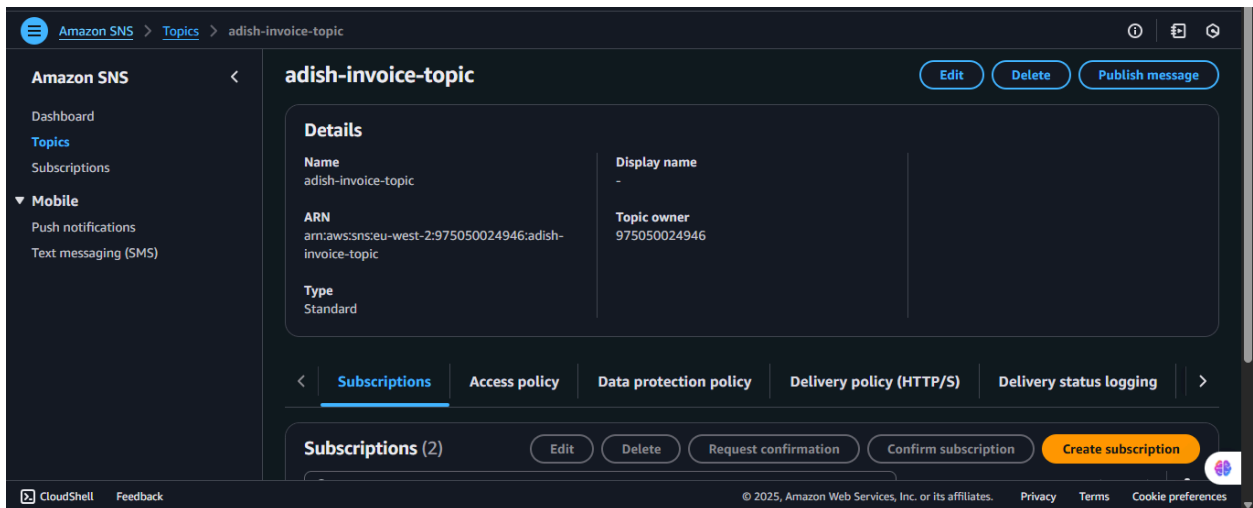 Amazon SNS > Topics > adish-invoice-topic
Amazon SNS
Dashboard
Topics
Subscriptions
Mobile
Push notifications
Text messaging (SMS)
adish-invoice-topic
Edit Delete Publish message
Details
Name
adish-invoice-topic
ARN
arn:aws:sns:eu-west-2:975050024946:adish-
invoice-topic
Type
Standard
Display name
-
Topic owner
975050024946
Subscriptions Access policy Data protection policy Delivery policy (HTTP/S) Delivery status logging
Subscriptions (2) Edit Delete Request confirmation Confirm subscription Create subscription
CloudShell Feedback © 2025, Amazon Web Services, Inc. or its affiliates. Privacy Terms Cookie preferences